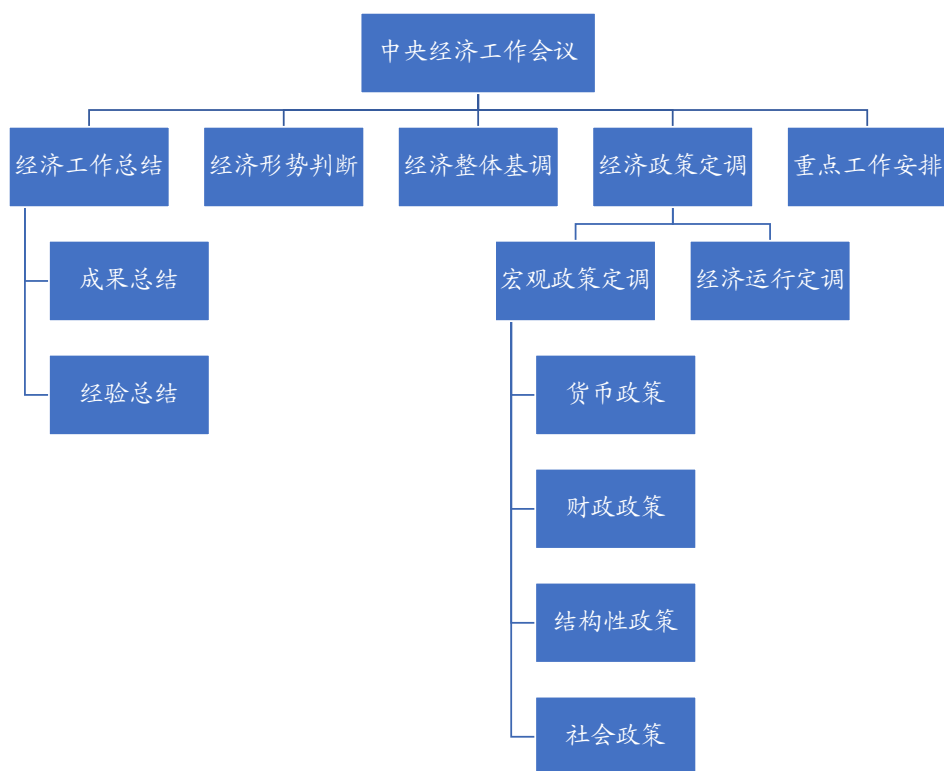 中央经济工作会议
经济工作总结
经济形势判断
经济整体基调
经济政策定调
重点工作安排
成果总结
宏观政策定调
经济运行定调
经验总结
货币政策
财政政策
结构性政策
社会政策